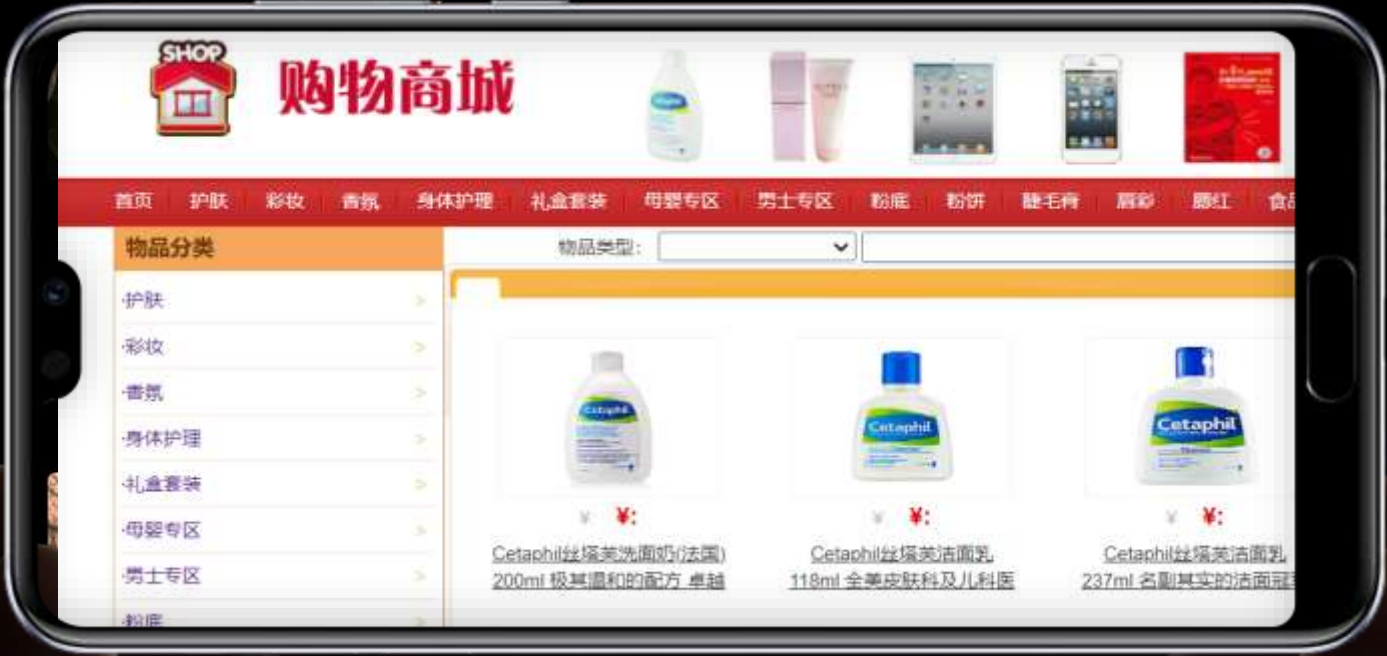 SHOP
购物商城
首页 护肤 彩妆 香氛 身体护理 礼盒套装 母婴专区 男士专区 粉底 粉饼 睫毛膏 唇彩 腮红 食品
物品分类
物品类型:
·护肤 >
·彩妆 >
·香氛 >
·身体护理 >
·礼盒套装 >
·母婴专区 >
·男士专区 >
·粉底
Cetaphil
Cetaphil
Cetaphil
¥ ¥:
¥ ¥:
¥ ¥:
Cetaphil丝塔芙洗面奶(法国)
200ml 极其温和的配方 卓越
Cetaphil丝塔芙洁面乳
118ml 全美皮肤科及儿科医
Cetaphil丝塔芙洁面乳
237ml 名副其实的洁面冠